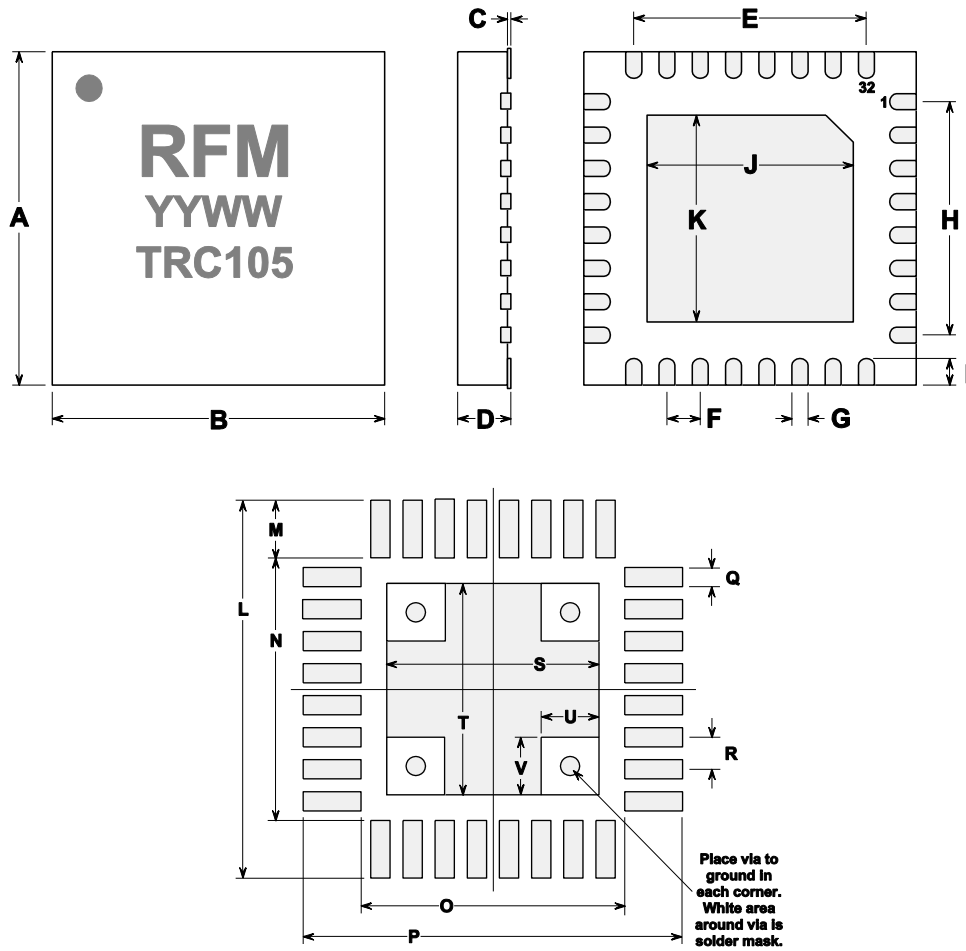 C
E
RFM
YYWW
TRC105
A
B
D
32
1
J
K
H
F
G
M
L
N
Q
S
T
U
V
R
O
P
Place via to
ground in
each corner.
White area
around via is
solder mask.